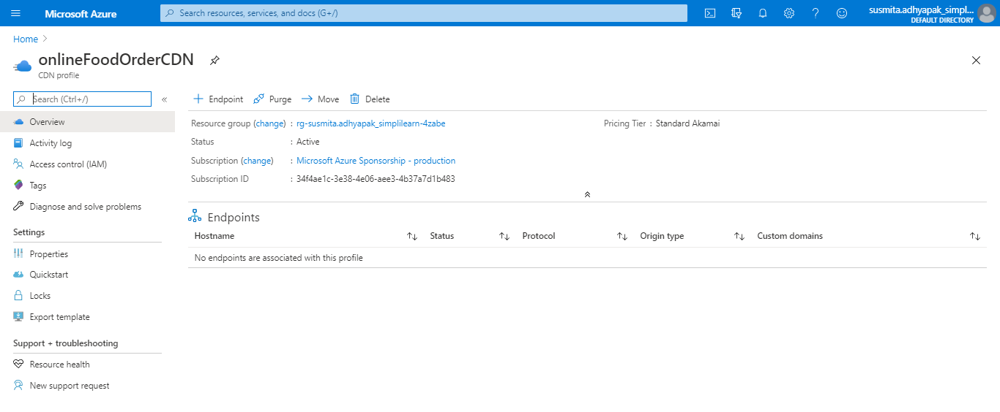 Microsoft Azure
Search resources, services, and docs (G+/)
susmita.adhyapak_simpl...
DEFAULT DIRECTORY
Home
onlineFoodOrderCDN
CDN profile
Search (Ctrl+/)
Endpoint Purge Move Delete
Overview
Activity log
Access control (IAM)
Tags
Diagnose and solve problems
Settings
Properties
Quickstart
Locks
Export template
Support + troubleshooting
Resource health
New support request
Resource group (change) : rg-susmita.adhyapak_simplilearn-4zabe
Pricing Tier : Standard Akamai
Status : Active
Subscription (change) : Microsoft Azure Sponsorship - production
Subscription ID : 34f4ae1c-3e38-4e06-aee3-4b37a7d1b483
Endpoints
Hostname Status Protocol Origin type Custom domains
No endpoints are associated with this profile